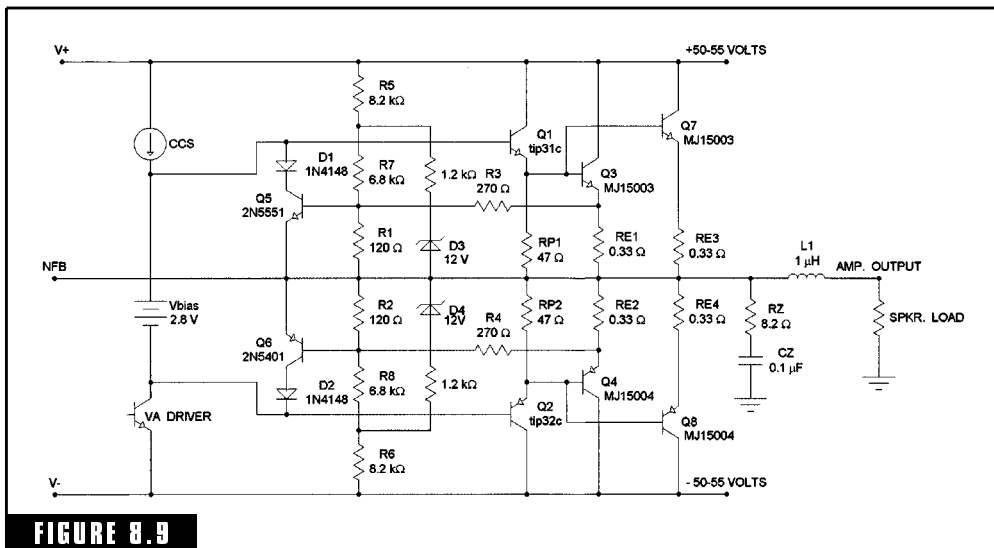 V+
+50-55 VOLTS
R5
8.2 kΩ
CCS
D1
1N4148
R7
6.8 kΩ
1.2 kΩ
Q1
tip31c
Q7
MJ15003
R3
270 Ω
Q3
MJ15003
Q5
2N5551
R1
120 Ω
D3
12 V
RP1
47 Ω
RE1
0.33 Ω
RE3
0.33 Ω
L1
1 μH
AMP. OUTPUT
NFB
Vbias
2.8 V
R2
120 Ω
D4
12V
R4
270 Ω
RP2
47 Ω
RE2
0.33 Ω
RE4
0.33 Ω
RZ
8.2 Ω
SPKR. LOAD
Q6
2N5401
CZ
0.1 μF
D2
1N4148
R8
6.8 kΩ
1.2 kΩ
Q4
MJ15004
VA DRIVER
Q2
tip32c
Q8
MJ15004
R6
8.2 kΩ
V-
- 50-55 VOLTS
FIGURE 8.9